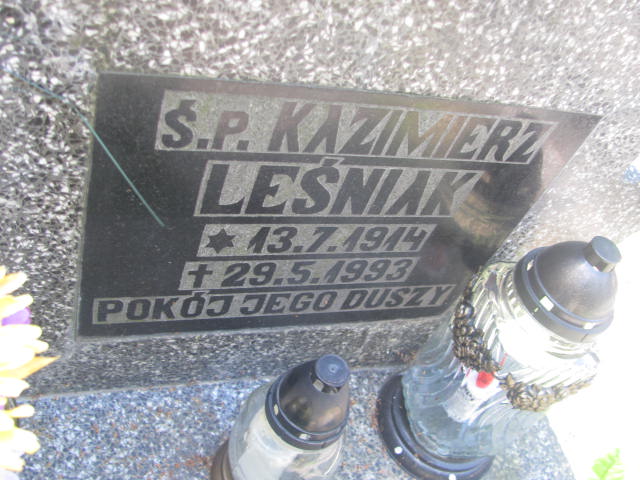 Ś.P. KAZIMIERZ
LEŚNIAK
✶ 13.7.1914
✝ 29.5.1993
POKÓJ JEGO DUSZY